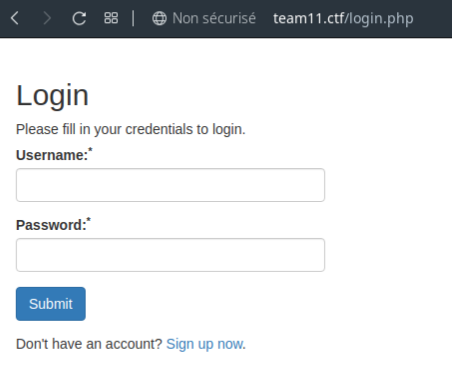 Non sécurisé team11.ctf/login.php
Login
Please fill in your credentials to login.
Username:*
Password:*
Submit
Don't have an account? Sign up now.